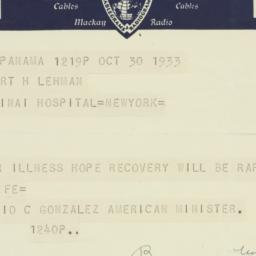 Cables Cables
Mackay Radio
PANAMA 1219P OCT 30 1933
RT H LEHMAN
INAI HOSPITAL=NEWYORK=
ILLNESS HOPE RECOVERY WILL BE RAP
FE=
IO C GONZALEZ AMERICAN MINISTER.
1240P..